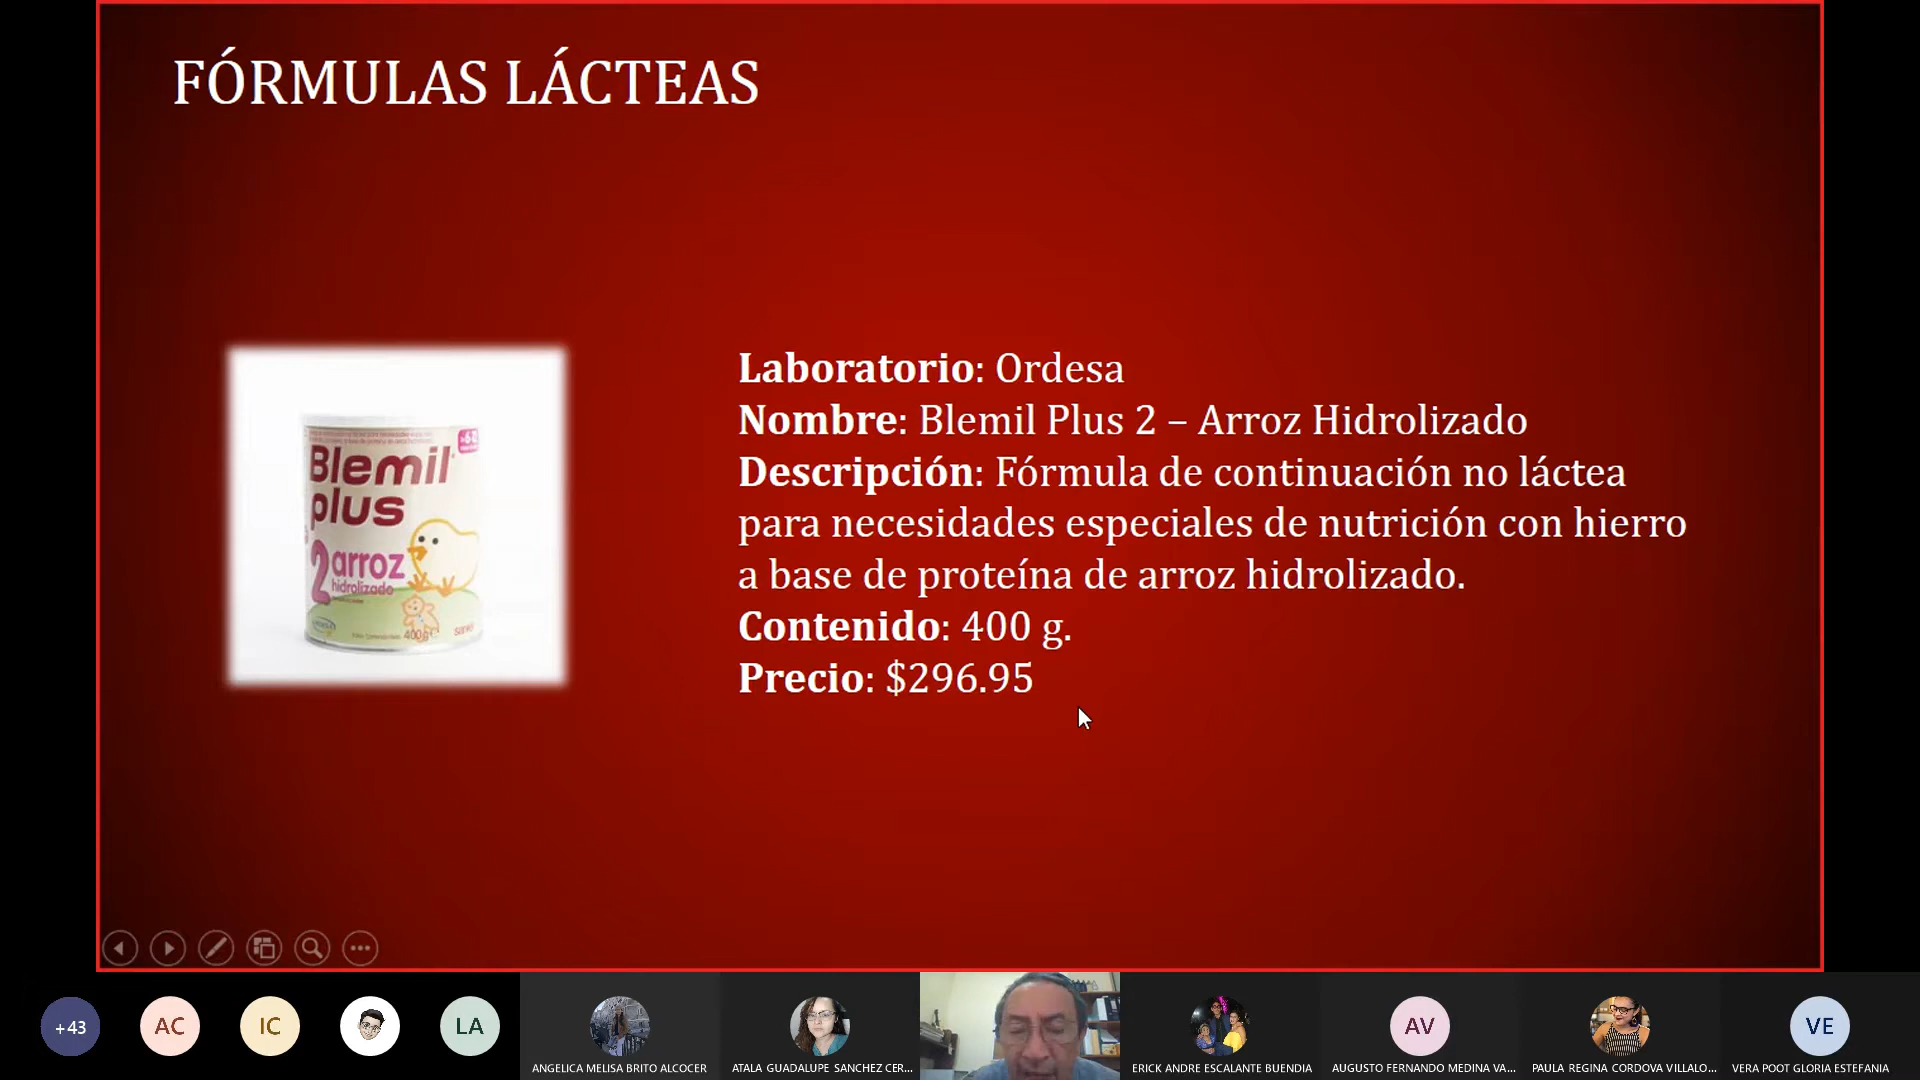 FÓRMULAS LÁCTEAS
Blemil
plus
2 arroz
hidrolizado
400g
Laboratorio: Ordesa
Nombre: Blemil Plus 2 – Arroz Hidrolizado
Descripción: Fórmula de continuación no láctea
para necesidades especiales de nutrición con hierro
a base de proteína de arroz hidrolizado.
Contenido: 400 g.
Precio: $296.95
+43
AC
IC
LA
AV
VE
ANGELICA MELISA BRITO ALCOCER
ATALA GUADALUPE SANCHEZ CER...
ERICK ANDRE ESCALANTE BUENDIA
AUGUSTO FERNANDO MEDINA VA...
PAULA REGINA CORDOVA VILLALO...
VERA POOT GLORIA ESTEFANIA